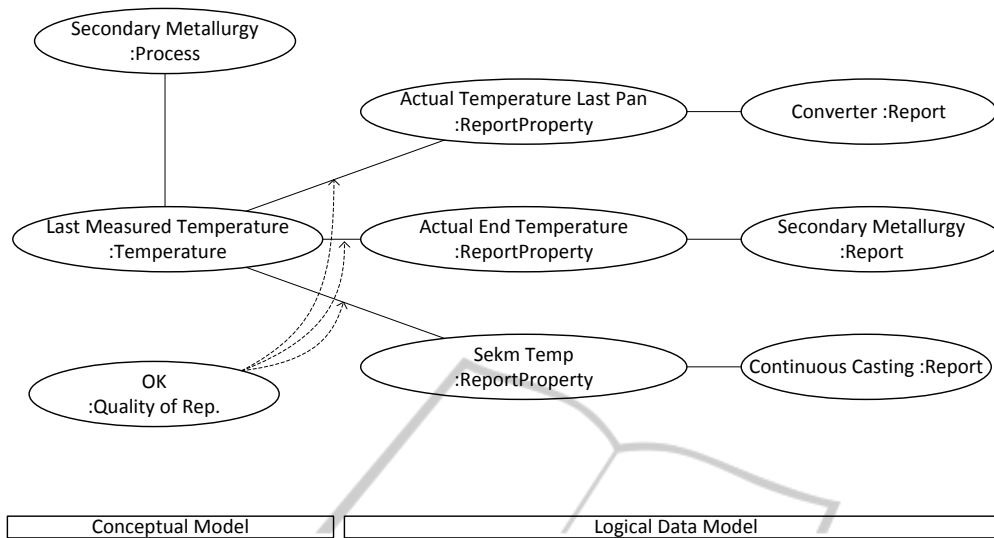 Secondary Metallurgy
:Process
Actual Temperature Last Pan
:ReportProperty
Converter :Report
Last Measured Temperature
:Temperature
Actual End Temperature
:ReportProperty
Secondary Metallurgy
:Report
OK
:Quality of Rep.
Sekm Temp
:ReportProperty
Continuous Casting :Report
Conceptual Model
Logical Data Model